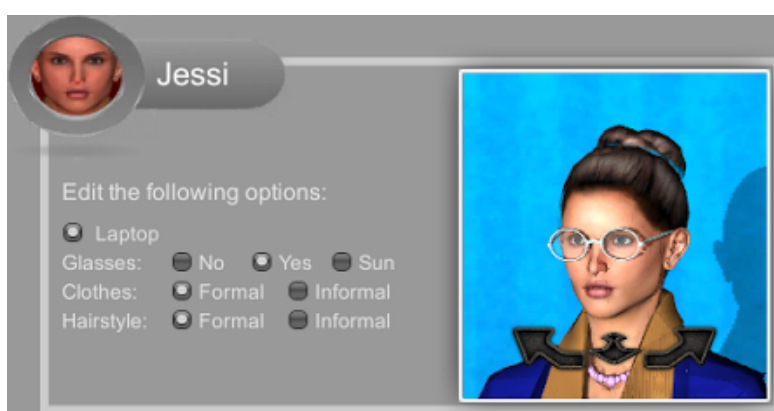 Jessi
Edit the following options:
Laptop
Glasses: No Yes Sun
Clothes: Formal Informal
Hairstyle: Formal Informal